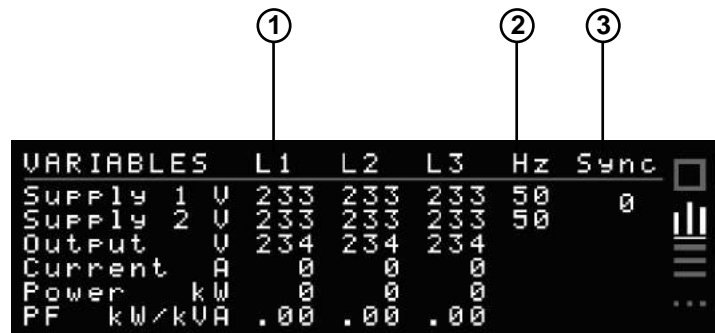 1 2 3
VARIABLES L1 L2 L3 Hz Sync
Supply 1 V 233 233 233 50 0
Supply 2 V 233 233 233 50
Output V 234 234 234
Current A 0 0 0
Power kW 0 0 0
PF kW/kVA .00 .00 .00